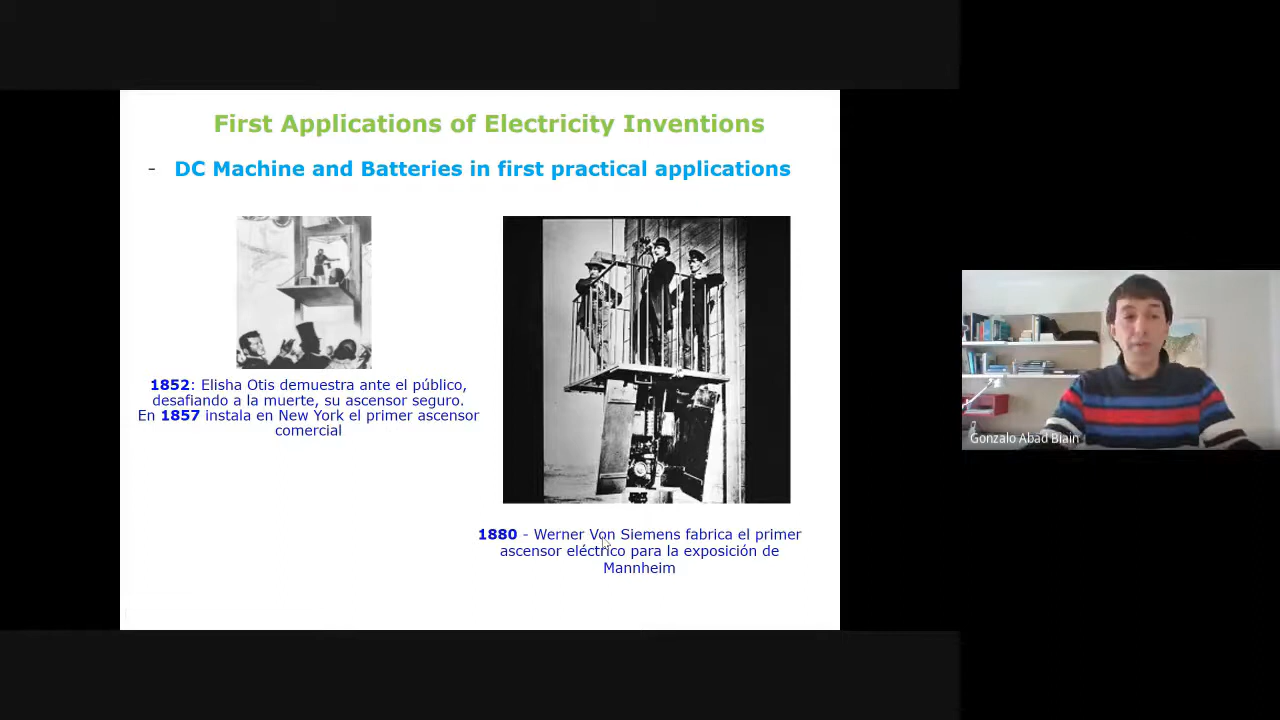 First Applications of Electricity Inventions
- DC Machine and Batteries in first practical applications
1852: Elisha Otis demuestra ante el público,
desafiando a la muerte, su ascensor seguro.
En 1857 instala en New York el primer ascensor
comercial
1880 - Werner Von Siemens fabrica el primer
ascensor eléctrico para la exposición de
Mannheim
Gonzalo Abad Biain